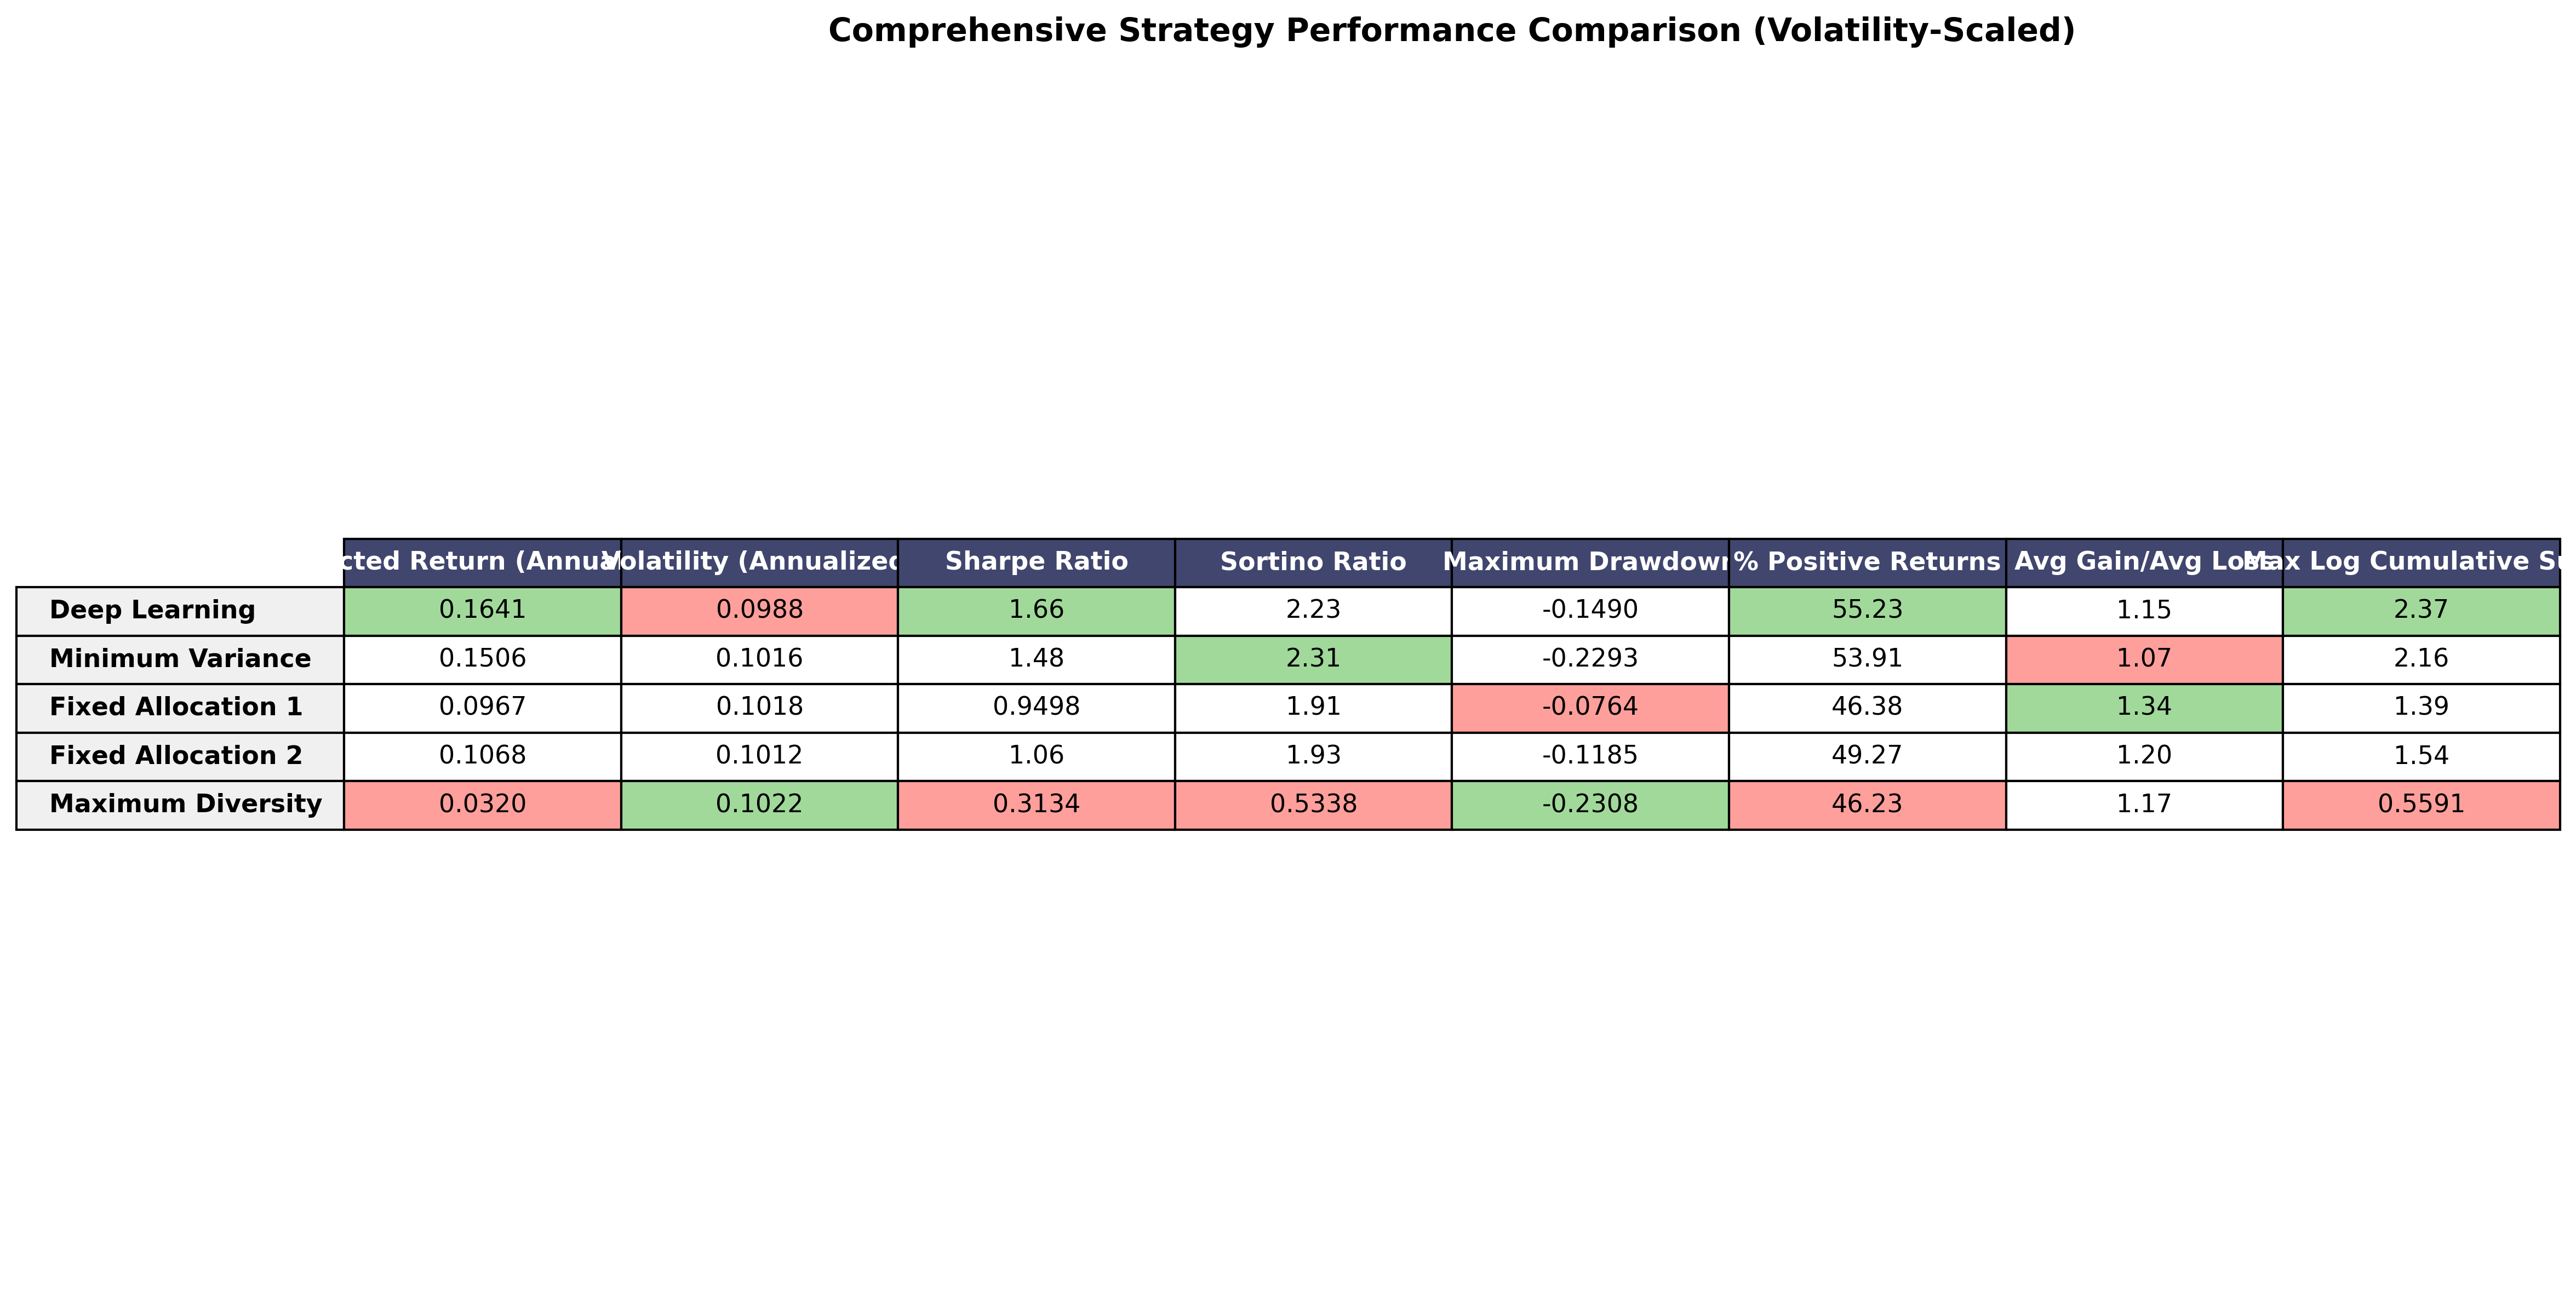 Comprehensive Strategy Performance Comparison (Volatility-Scaled)
cted Return (Annua Volatility (Annualized Sharpe Ratio Sortino Ratio Maximum Drawdown % Positive Returns Avg Gain/Avg Loss Max Log Cumulative Su
Deep Learning 0.1641 0.0988 1.66 2.23 -0.1490 55.23 1.15 2.37
Minimum Variance 0.1506 0.1016 1.48 2.31 -0.2293 53.91 1.07 2.16
Fixed Allocation 1 0.0967 0.1018 0.9498 1.91 -0.0764 46.38 1.34 1.39
Fixed Allocation 2 0.1068 0.1012 1.06 1.93 -0.1185 49.27 1.20 1.54
Maximum Diversity 0.0320 0.1022 0.3134 0.5338 -0.2308 46.23 1.17 0.5591